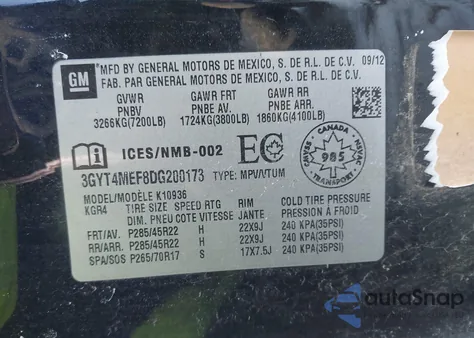 GM
MFD BY GENERAL MOTORS DE MEXICO, S. DE R.L. DE C.V. 09/12
FAB. PAR GENERAL MOTORS DE MEXICO, S. DE R.L. DE C.V.
GVWR GAWR FRT GAWR RR
PNBV PNBE AV. PNBE ARR.
3266KG(7200LB) 1724KG(3800LB) 1860KG(4100LB)
ICES/NMB-002 EC
CANADA
985
3GYT4MEF8DG200173 TYPE: MPV/VTUM
MODEL/MODÈLE K10936
KGR4 TIRE SIZE SPEED RTG RIM COLD TIRE PRESSURE
DIM. PNEU COTE VITESSE JANTE PRESSION À FROID
FRT/AV. P285/45R22 H 22X9J 240 KPA(35PSI)
RR/ARR. P285/45R22 H 22X9J 240 KPA(35PSI)
SPA/SOS P265/70R17 S 17X7.5J 240 KPA(35PSI)
autoSnap